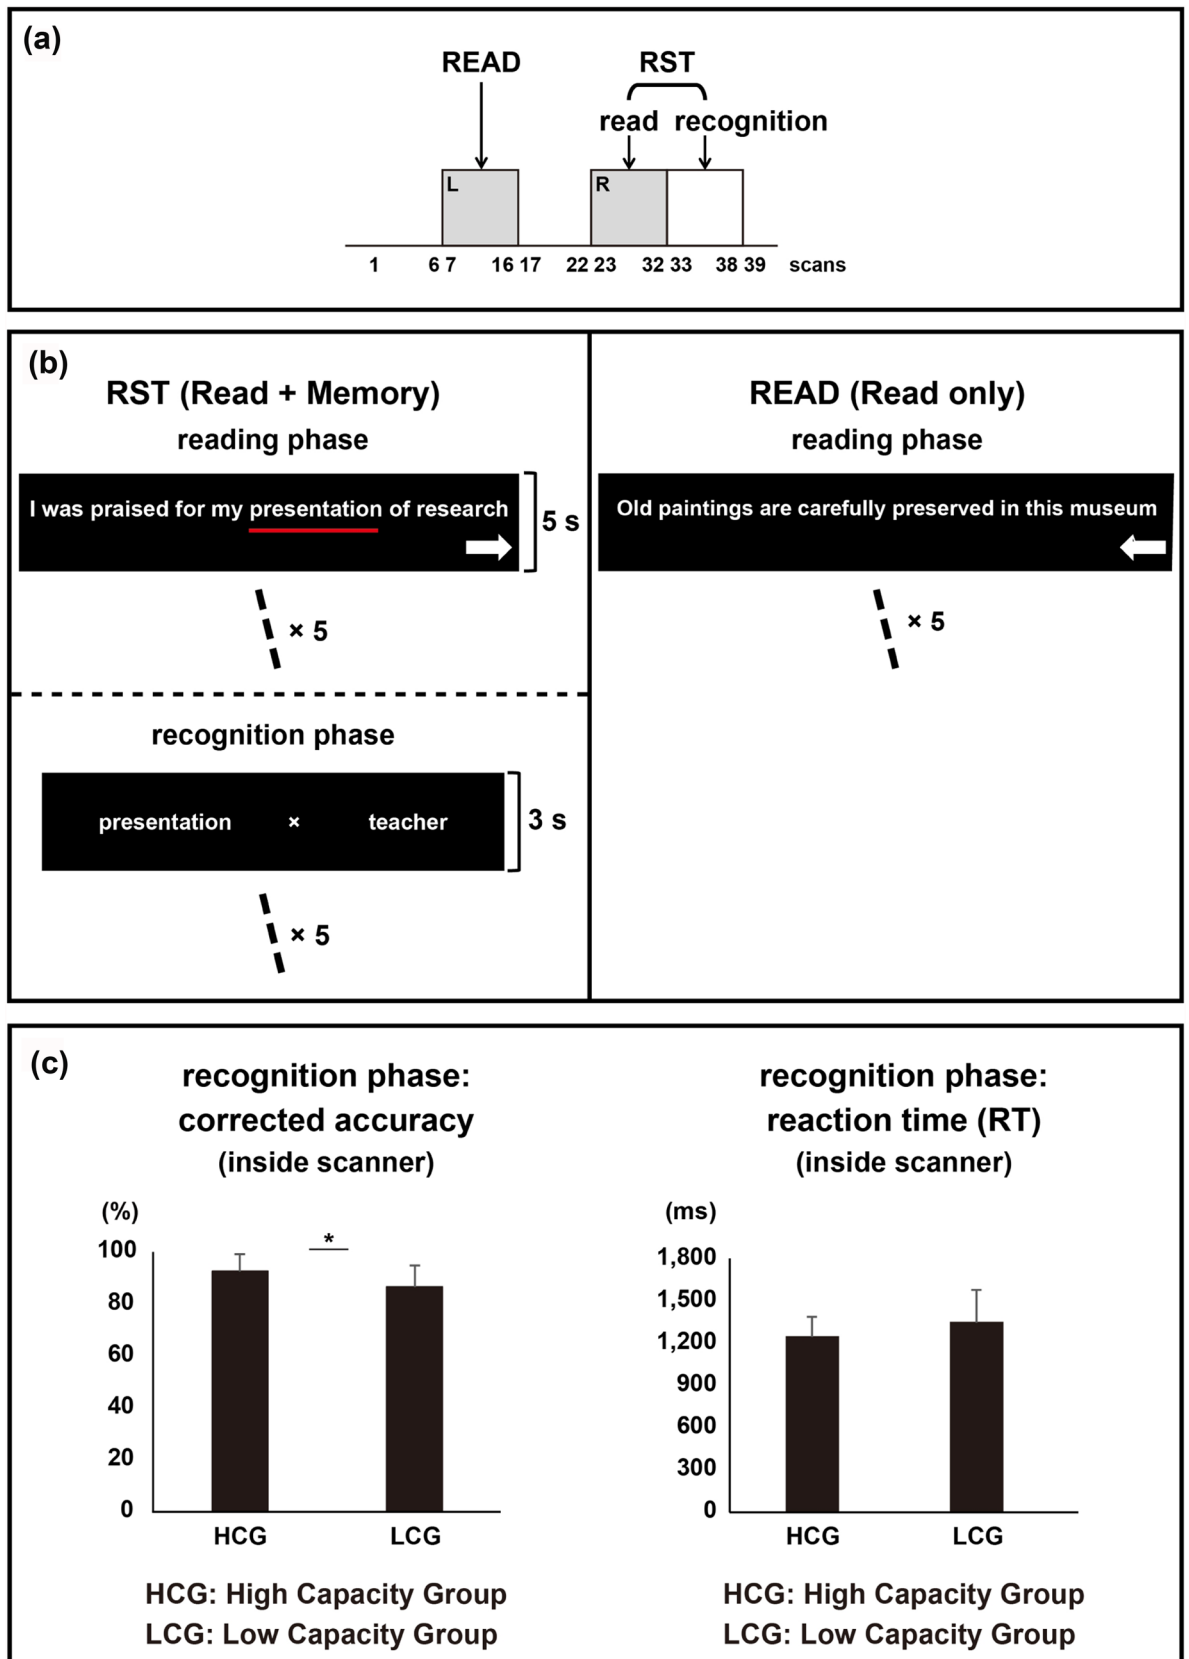 (a)
READ
RST
read recognition
L
R
1 6 7 16 17 22 23 32 33 38 39 scans
(b)
RST (Read + Memory)
reading phase
I was praised for my presentation of research
5 s
× 5
recognition phase
presentation × teacher
3 s
× 5
READ (Read only)
reading phase
Old paintings are carefully preserved in this museum
× 5
(c)
recognition phase:
corrected accuracy
(inside scanner)
(%)
100
*
80
60
40
20
0
HCG LCG
HCG: High Capacity Group
LCG: Low Capacity Group
recognition phase:
reaction time (RT)
(inside scanner)
(ms)
1,800
1,500
1,200
900
600
300
0
HCG LCG
HCG: High Capacity Group
LCG: Low Capacity Group